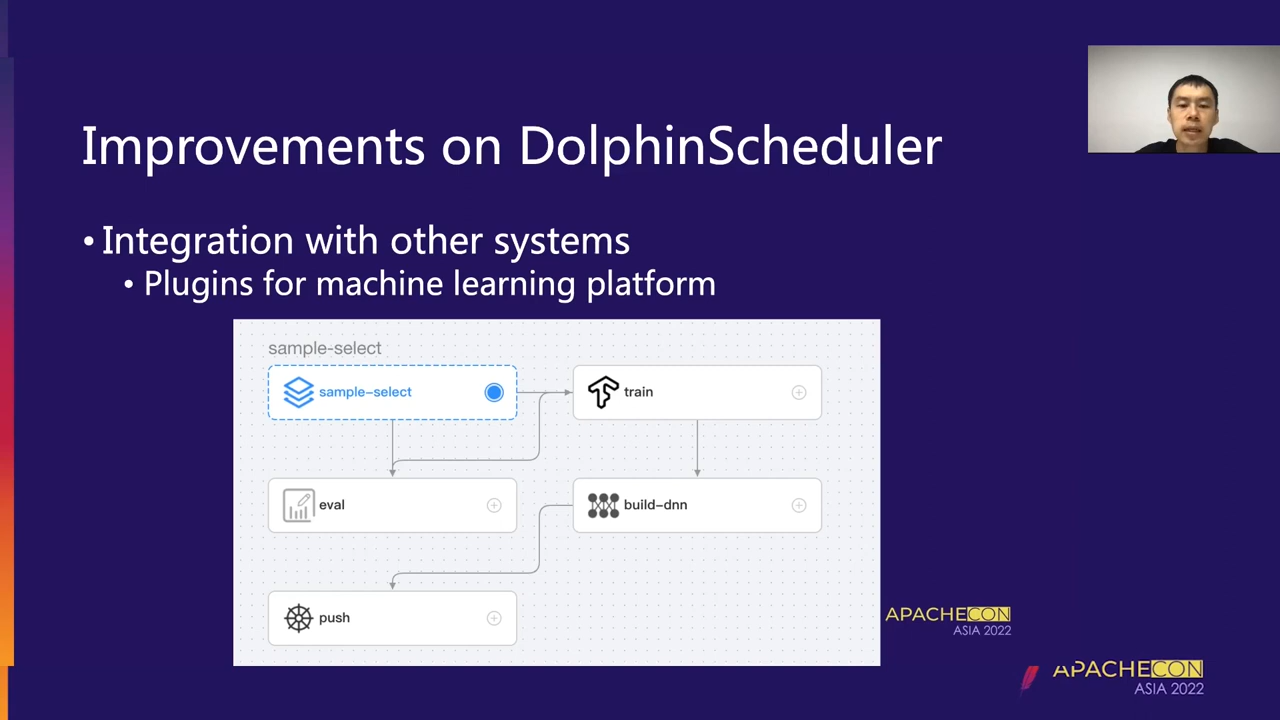 Improvements on DolphinScheduler
• Integration with other systems
• Plugins for machine learning platform
sample-select
sample-select
train
eval
build-dnn
push
APACHECON
ASIA 2022
APACHECON
ASIA 2022